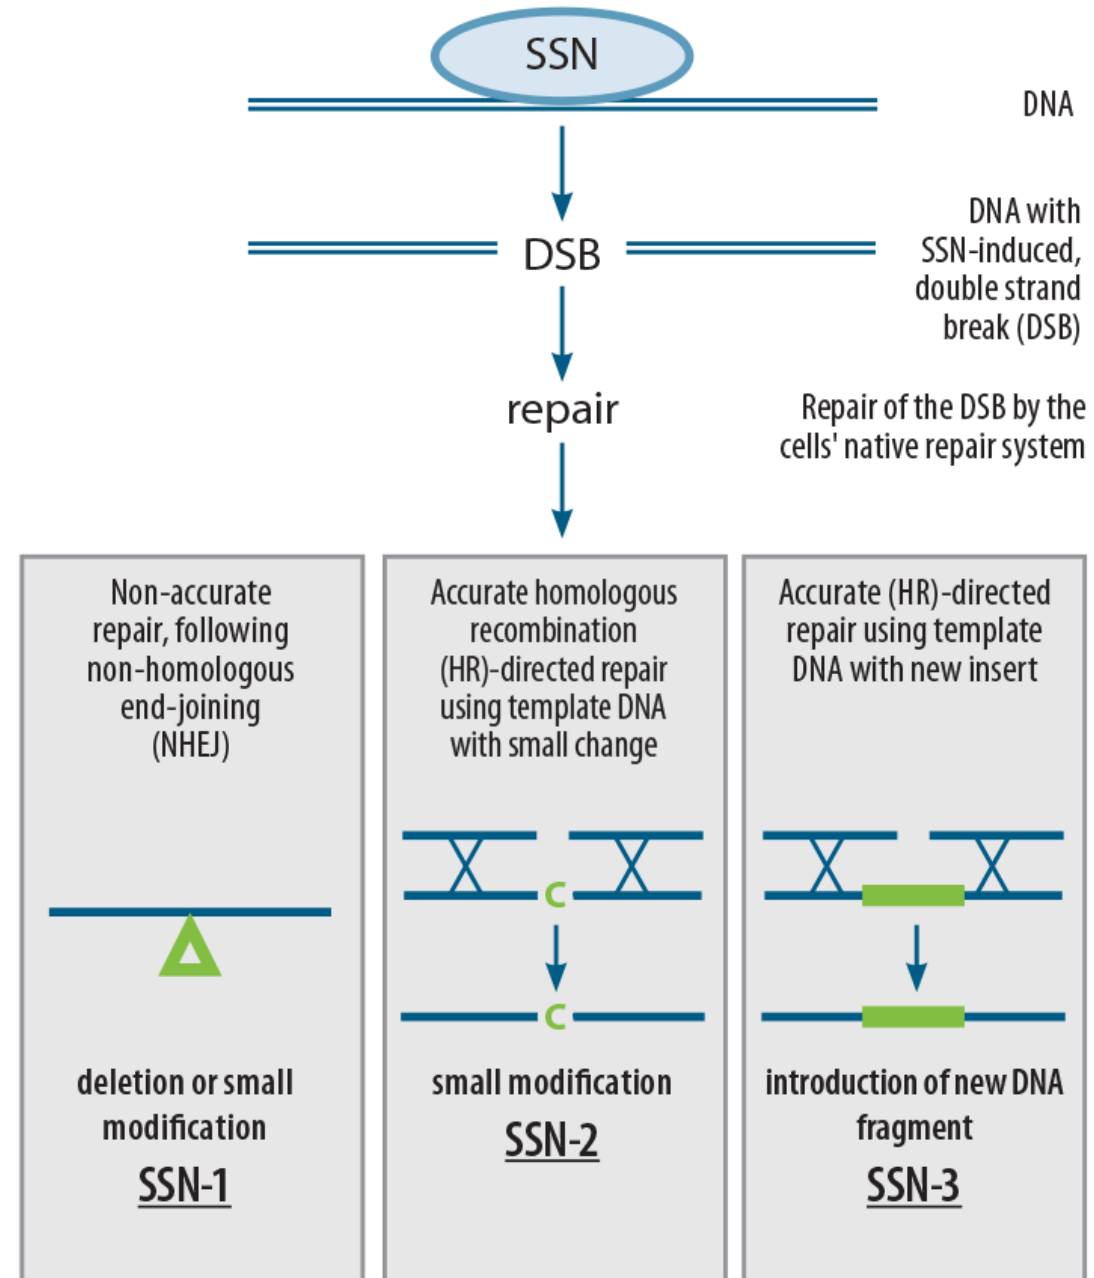 SSN
DNA
DNA with
SSN-induced,
double strand
break (DSB)
DSB
repair
Repair of the DSB by the
cells' native repair system
Non-accurate
repair, following
non-homologous
end-joining
(NHEJ)
deletion or small
modification
SSN-1
Accurate homologous
recombination
(HR)-directed repair
using template DNA
with small change
C
C
small modification
SSN-2
Accurate (HR)-directed
repair using template
DNA with new insert
introduction of new DNA
fragment
SSN-3